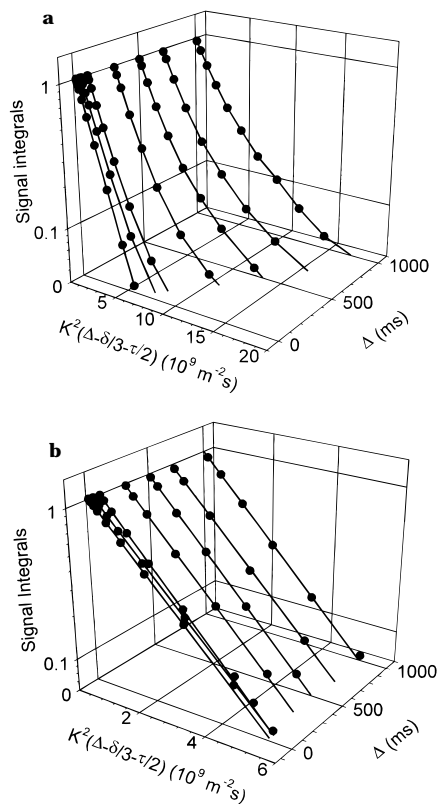 a
1
0.1
0
Signal integrals
5
10
15
20
K²(Δ-δ/3-τ/2) (10⁹ m⁻²s)
0
500
1000
Δ (ms)
b
1
0.1
0
Signal Integrals
2
4
6
K²(Δ-δ/3-τ/2) (10⁹ m⁻²s)
0
500
1000
Δ (ms)